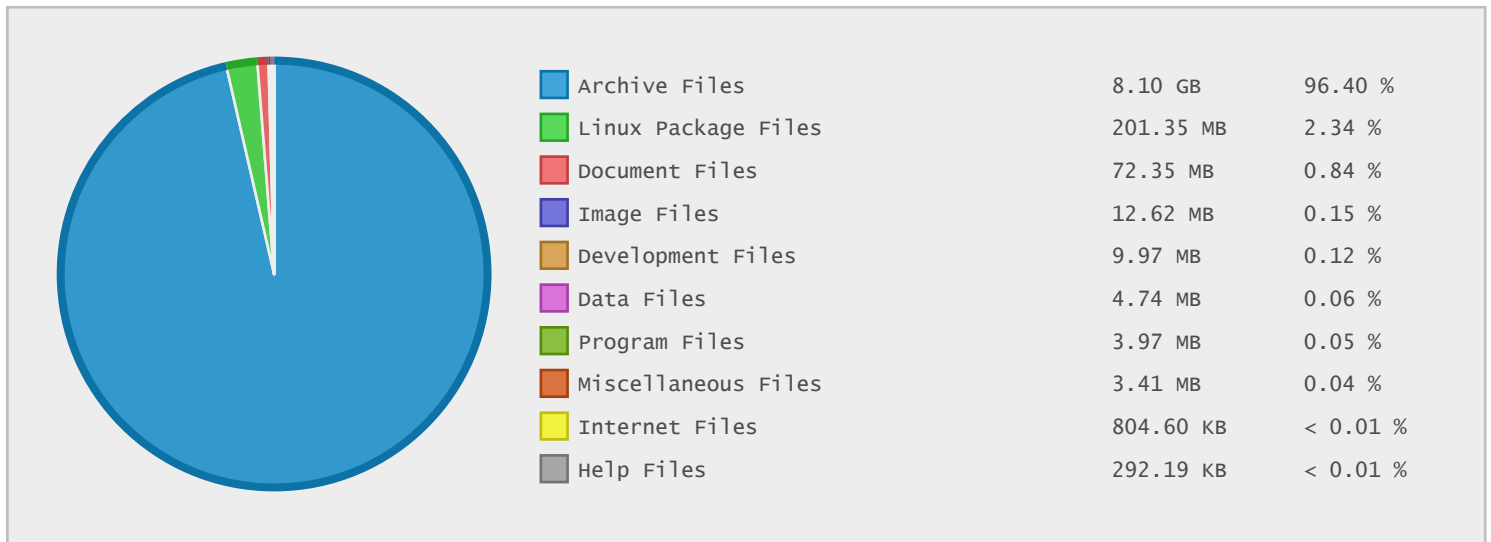 Archive Files 8.10 GB 96.40 %
Linux Package Files 201.35 MB 2.34 %
Document Files 72.35 MB 0.84 %
Image Files 12.62 MB 0.15 %
Development Files 9.97 MB 0.12 %
Data Files 4.74 MB 0.06 %
Program Files 3.97 MB 0.05 %
Miscellaneous Files 3.41 MB 0.04 %
Internet Files 804.60 KB < 0.01 %
Help Files 292.19 KB < 0.01 %